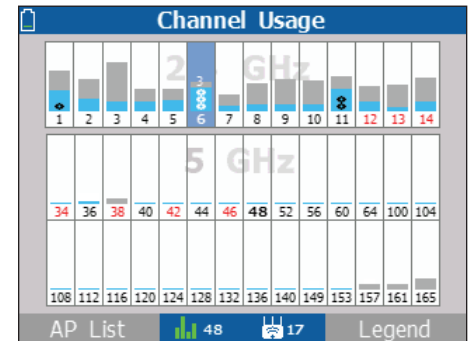 Channel Usage
2.4 GHz
3
1 2 3 4 5 6 7 8 9 10 11 12 13 14
5 GHz
34 36 38 40 42 44 46 48 52 56 60 64 100 104
108 112 116 120 124 128 132 136 140 149 153 157 161 165
AP List 48 17 Legend